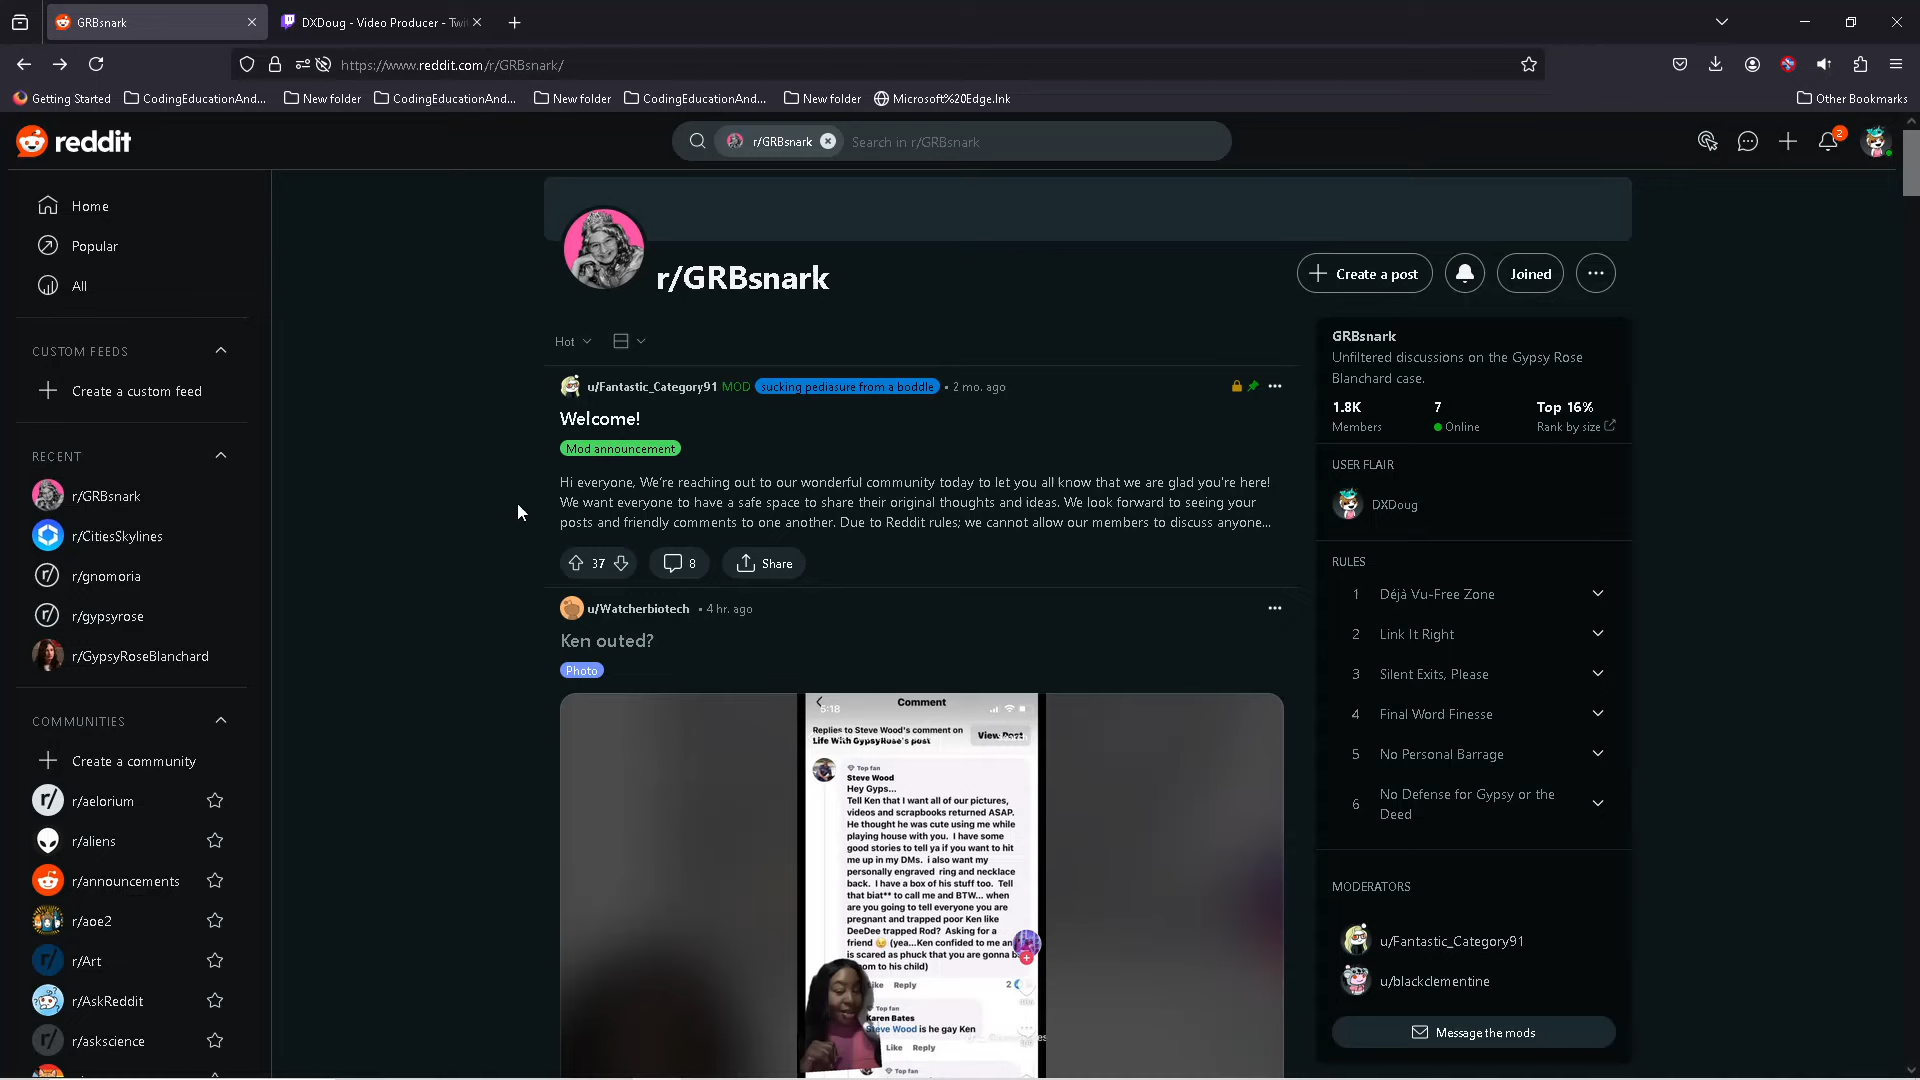 GRBsnark
DXDoug - Video Producer - Twi
https://www.reddit.com/r/GRBsnark/
Getting Started
CodingEducationAnd...
New folder
CodingEducationAnd...
New folder
CodingEducationAnd...
New folder
Microsoft%20Edge.lnk
Other Bookmarks
reddit
r/GRBsnark
Search in r/GRBsnark
2
Home
Popular
All
CUSTOM FEEDS
Create a custom feed
RECENT
r/GRBsnark
r/CitiesSkylines
r/gnomoria
r/gypsyrose
r/GypsyRoseBlanchard
COMMUNITIES
Create a community
r/aelorium
r/aliens
r/announcements
r/aoe2
r/Art
r/AskReddit
r/askscience
r/GRBsnark
Create a post
Joined
Hot
u/Fantastic_Category91 MOD sucking pediasure from a boddle • 2 mo. ago
Welcome!
Mod announcement
Hi everyone, We're reaching out to our wonderful community today to let you all know that we are glad you're here!
We want everyone to have a safe space to share their original thoughts and ideas. We look forward to seeing your
posts and friendly comments to one another. Due to Reddit rules; we cannot allow our members to discuss anyone...
37
8
Share
u/Watcherbiotech • 4 hr. ago
Ken outed?
Photo
5:18
Comment
Replies to Steve Wood's comment on
Life With GypsyRose's post
View Post
Top fan
Steve Wood
Hey Gyps...
Tell Ken that I want all of our pictures,
videos and scrapbooks returned ASAP.
He thought he was cute using me while
playing house with you. I have some
good stories to tell ya if you want to hit
me up in my DMs. i also want my
personally engraved ring and necklace
back. I have a box of his stuff too. Tell
that biat** to call me and BTW... when
are you going to tell everyone you are
pregnant and trapped poor Ken like
DeeDee trapped Rod? Asking for a
friend 😉 (yea...Ken confided to me an
is scared as phuck that you are gonna b
mom to his child)
Like Reply
2
Top fan
Karen Bates
Steve Wood is he gay Ken
Like Reply
Top fan
GRBsnark
Unfiltered discussions on the Gypsy Rose
Blanchard case.
1.8K
Members
7
Online
Top 16%
Rank by size
USER FLAIR
DXDoug
RULES
1 Déjà Vu-Free Zone
2 Link It Right
3 Silent Exits, Please
4 Final Word Finesse
5 No Personal Barrage
6 No Defense for Gypsy or the
Deed
MODERATORS
u/Fantastic_Category91
u/blackclementine
Message the mods